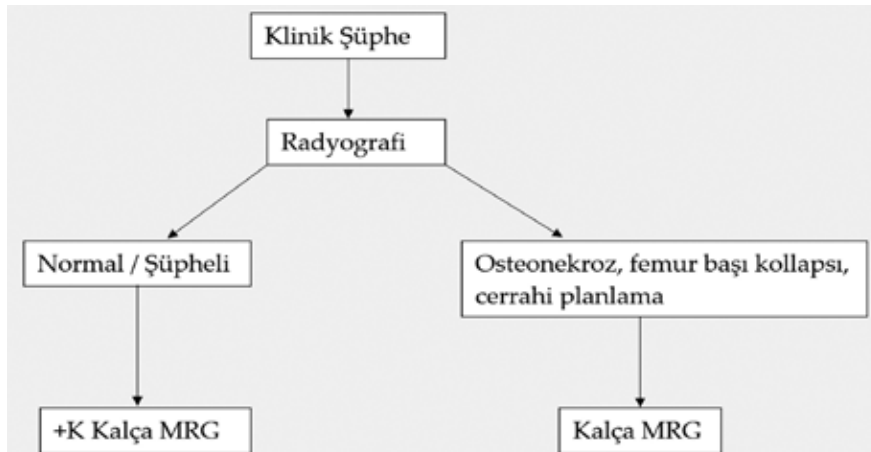 Klinik Şüphe
Radyografi
Normal / Şüpheli
Osteonekroz, femur başı kollapsı,
cerrahi planlama
+K Kalça MRG
Kalça MRG